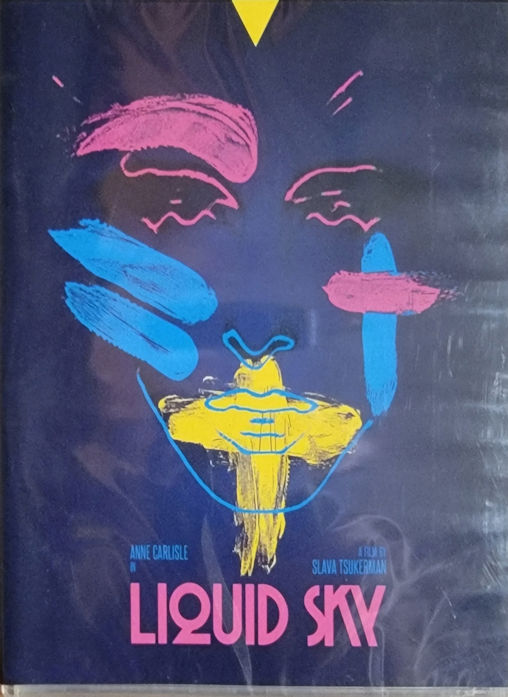 ANNE CARLISLE
IN
A FILM BY
SLAVA TSUKERMAN
LIQUID SKY